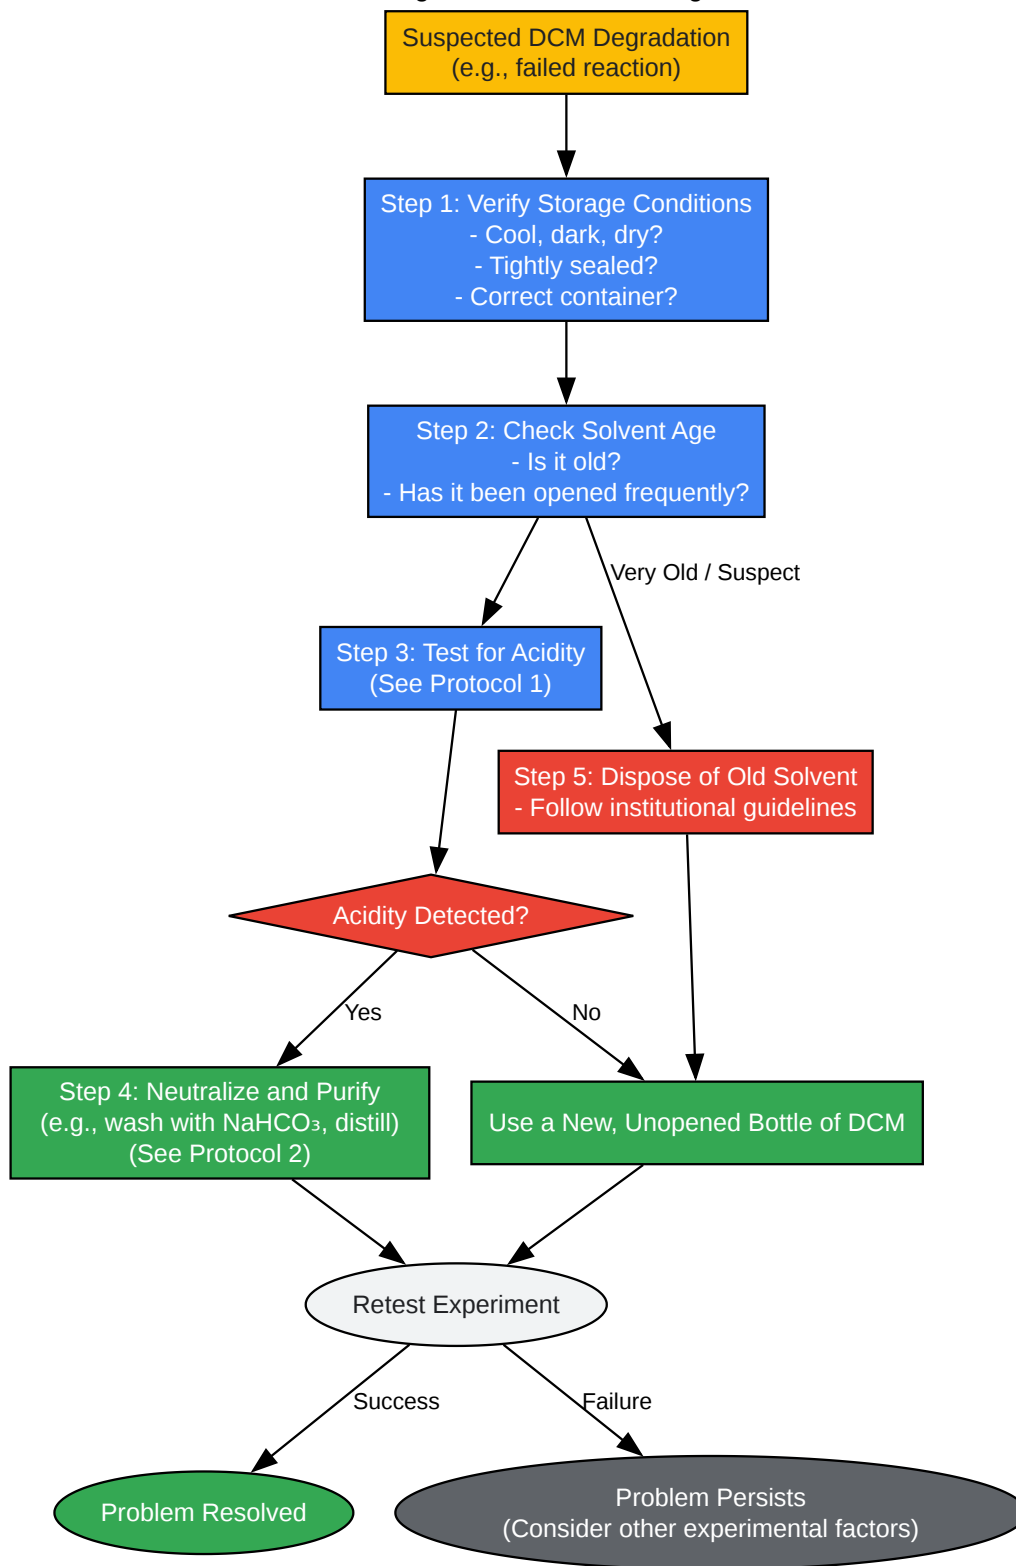 Suspected DCM Degradation
(e.g., failed reaction)
Step 1: Verify Storage Conditions
- Cool, dark, dry?
- Tightly sealed?
- Correct container?
Step 2: Check Solvent Age
- Is it old?
- Has it been opened frequently?
Very Old / Suspect
Step 3: Test for Acidity
(See Protocol 1)
Step 5: Dispose of Old Solvent
- Follow institutional guidelines
Acidity Detected?
Yes
No
Step 4: Neutralize and Purify
(e.g., wash with NaHCO₃, distill)
(See Protocol 2)
Use a New, Unopened Bottle of DCM
Retest Experiment
Success
Failure
Problem Resolved
Problem Persists
(Consider other experimental factors)